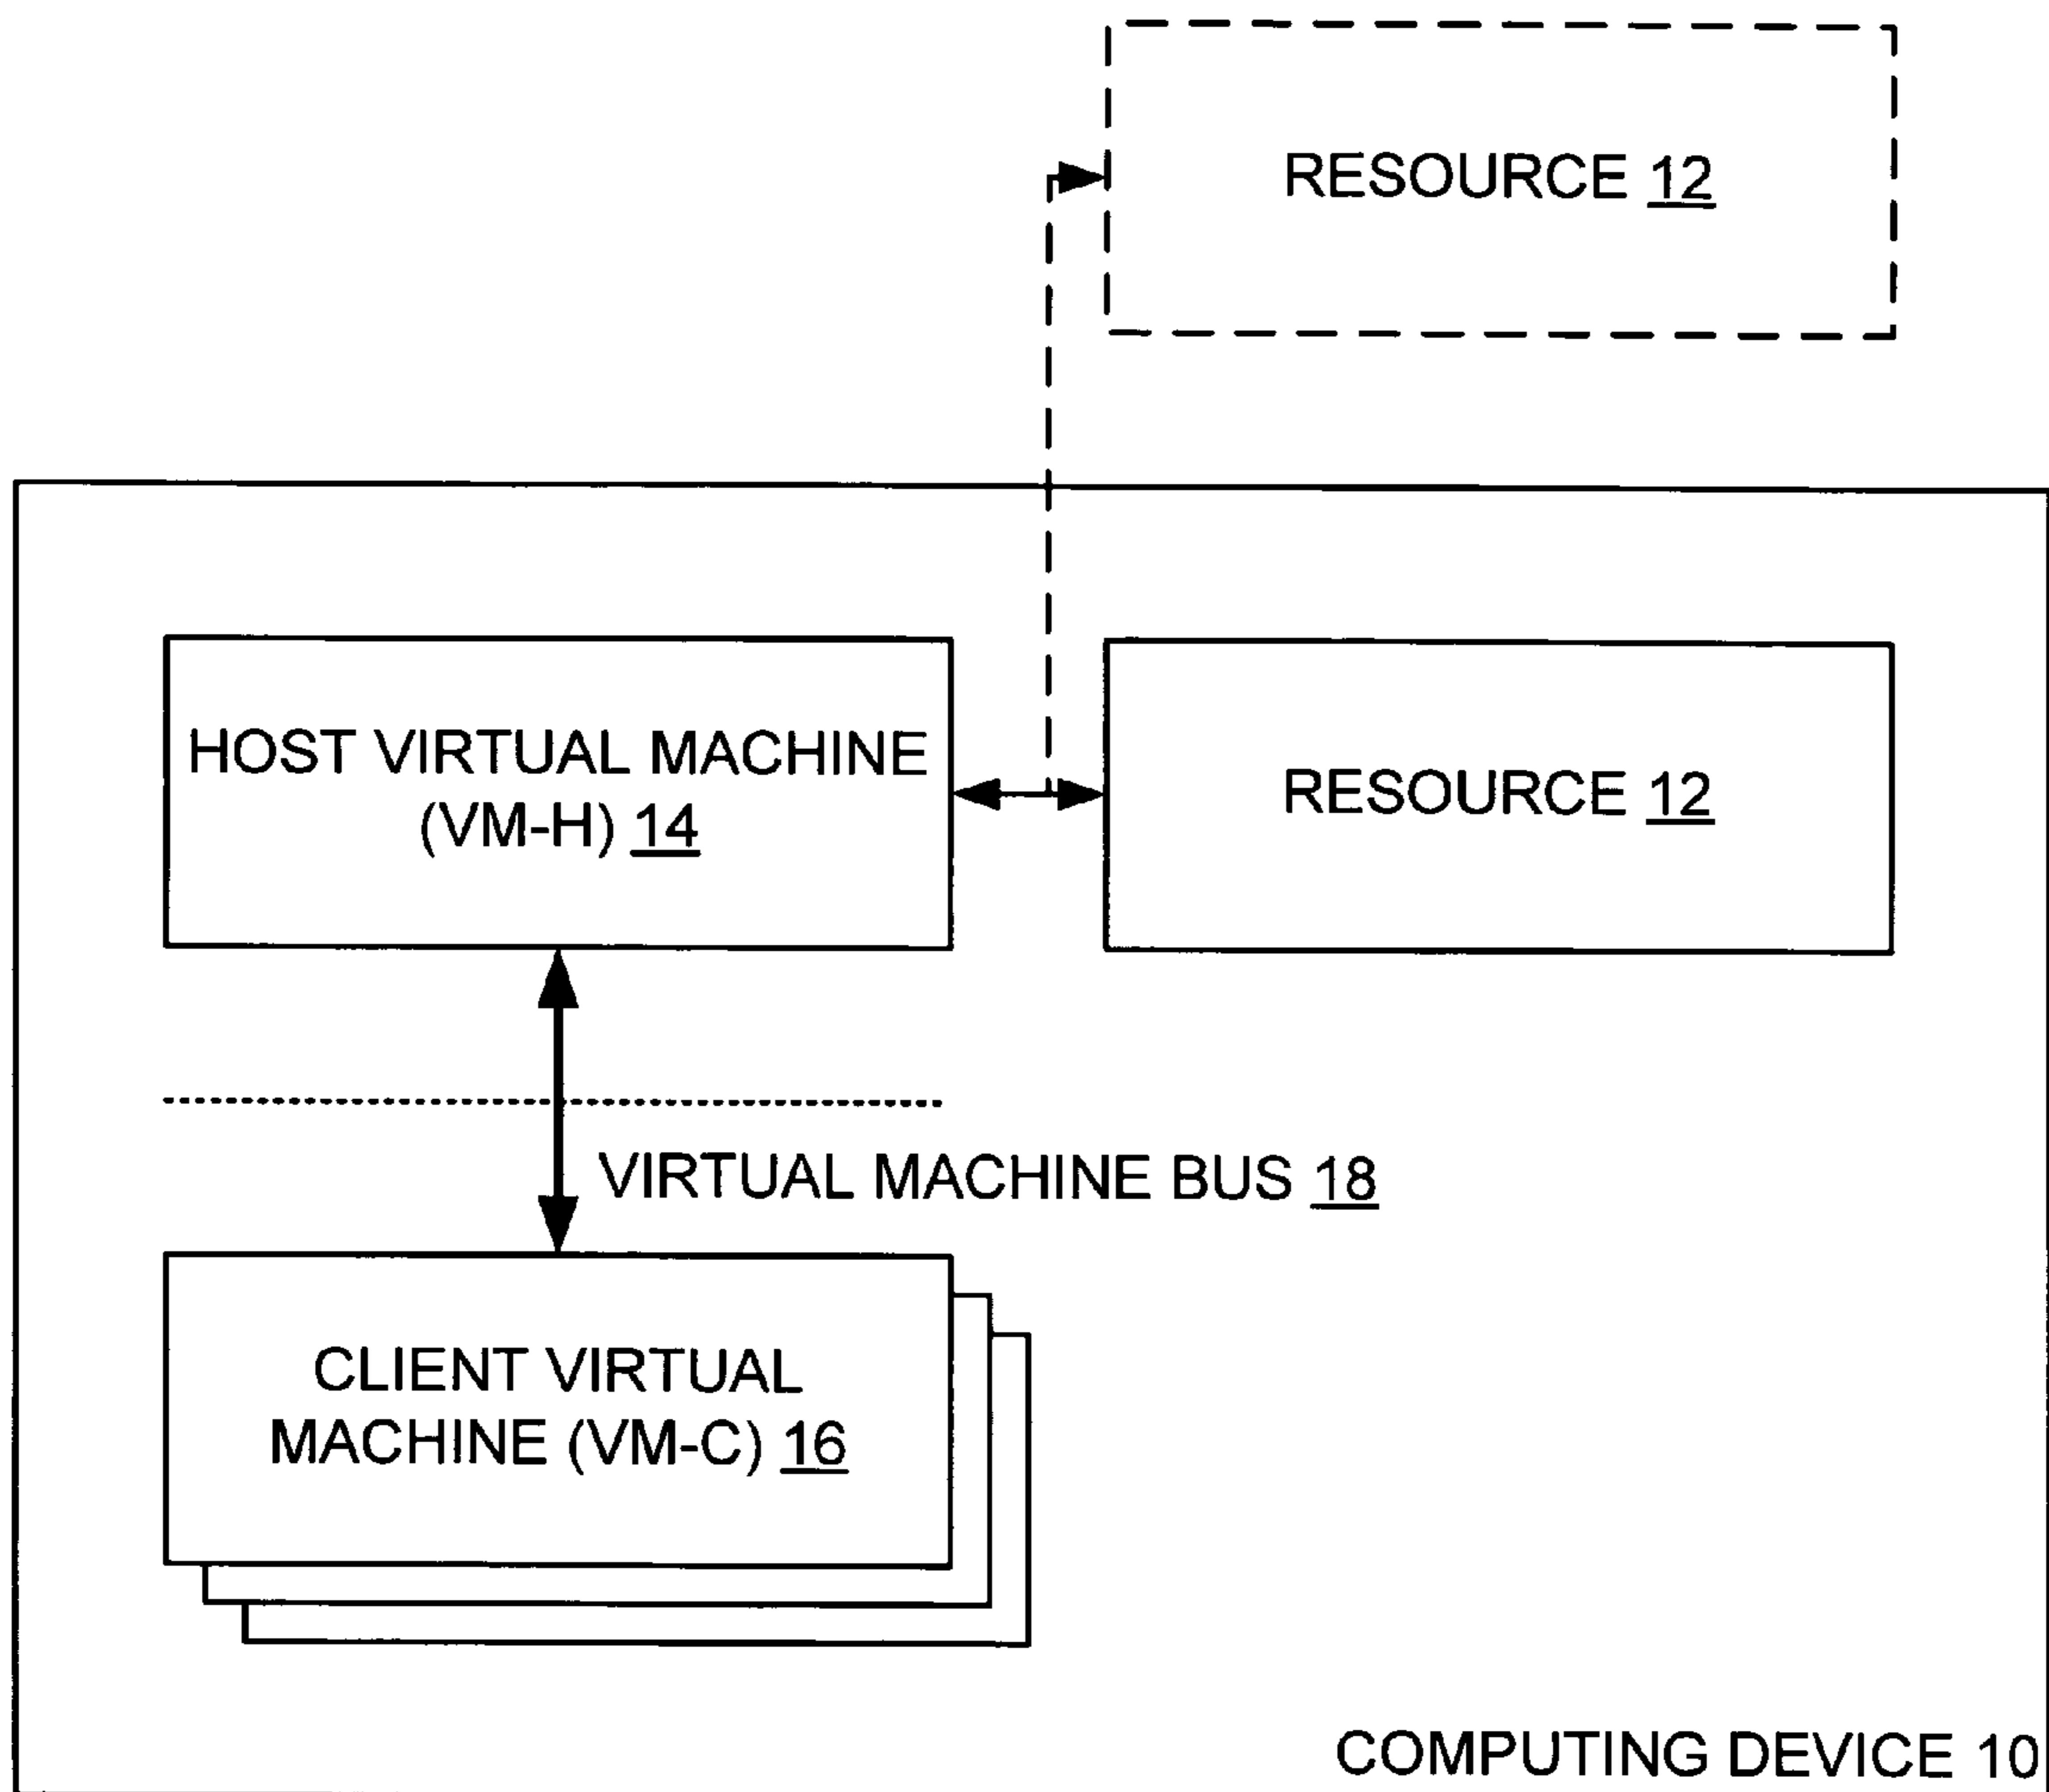 RESOURCE 12
HOST VIRTUAL MACHINE
(VM-H) 14
RESOURCE 12
VIRTUAL MACHINE BUS 18
CLIENT VIRTUAL
MACHINE (VM-C) 16
COMPUTING DEVICE 10